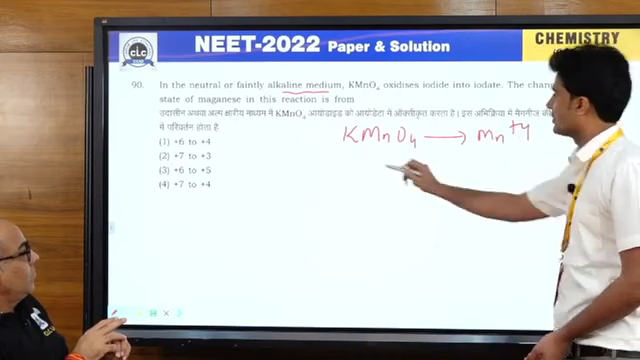 CLC
NEET-2022 Paper & Solution
CHEMISTRY
90. In the neutral or faintly alkaline medium, KMnO4 oxidises iodide into iodate. The
state of maganese in this reaction is from
उदासीन अथवा अल्प क्षारीय माध्यम में KMnO4 आयोडाइड को आयोडेट में ऑक्सीकृत करता है। इस अभिक्रिया में मैंगनीज की
में परिवर्तन होता है
KMnO4 → Mn+4
(1) +6 to +4
(2) +7 to +3
(3) +6 to +5
(4) +7 to +4